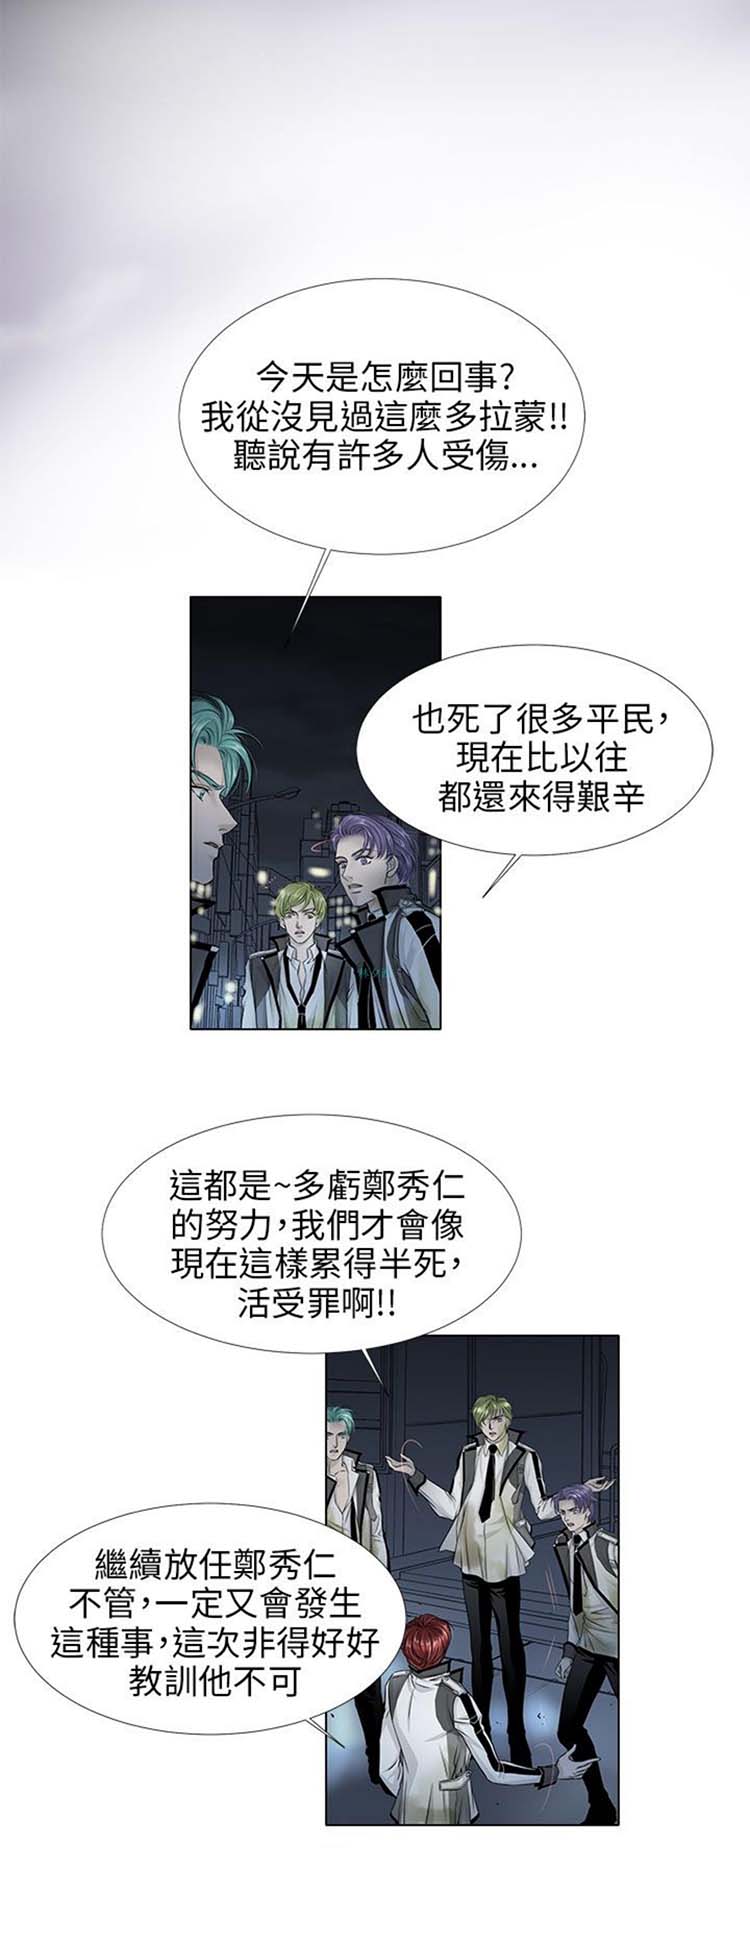 今天是怎麼回事?
我從沒見過這麼多拉蒙!!
聽說有許多人受傷...
也死了很多平民,
現在比以往
都還來得艱辛
這都是~多虧鄭秀仁
的努力,我們才會像
現在這樣累得半死,
活受罪啊!!
繼續放任鄭秀仁
不管,一定又會發生
這種事,這次非得好好
教訓他不可